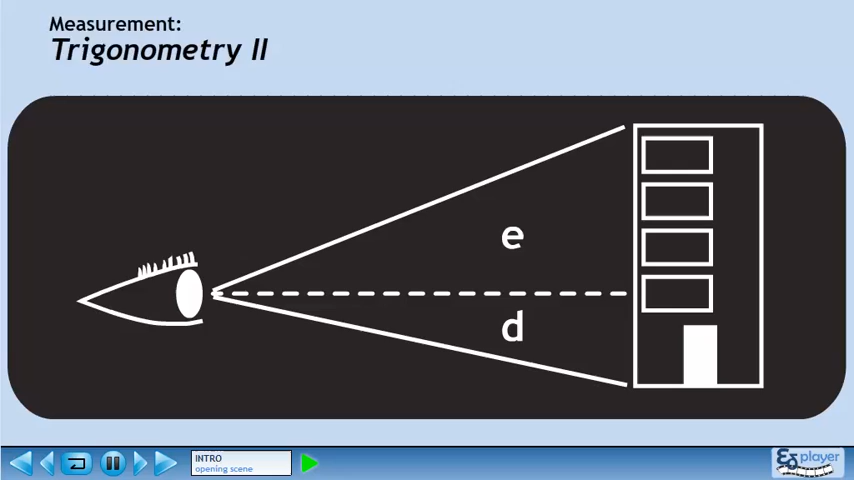 Measurement:
Trigonometry II
e
d
INTRO
opening scene
player